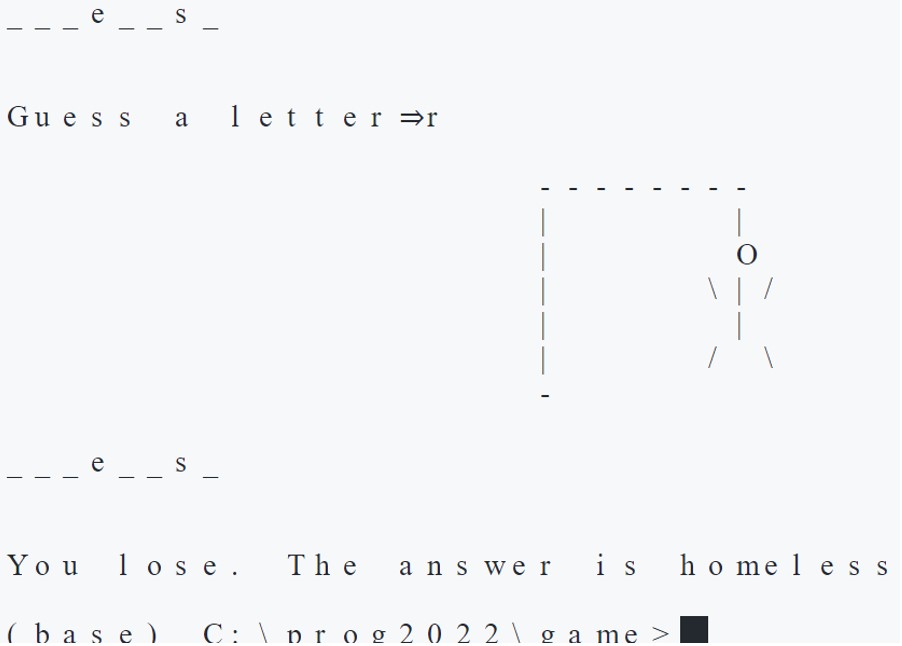 _ _ _ e _ _ s _
Guess a letter⇒r
- - - - - - - -
|       |
|       O
|      \ | /
|       |
|      /   \
-
_ _ _ e _ _ s _
You lose. The answer is homeless
(base) C:\prog2022\game>